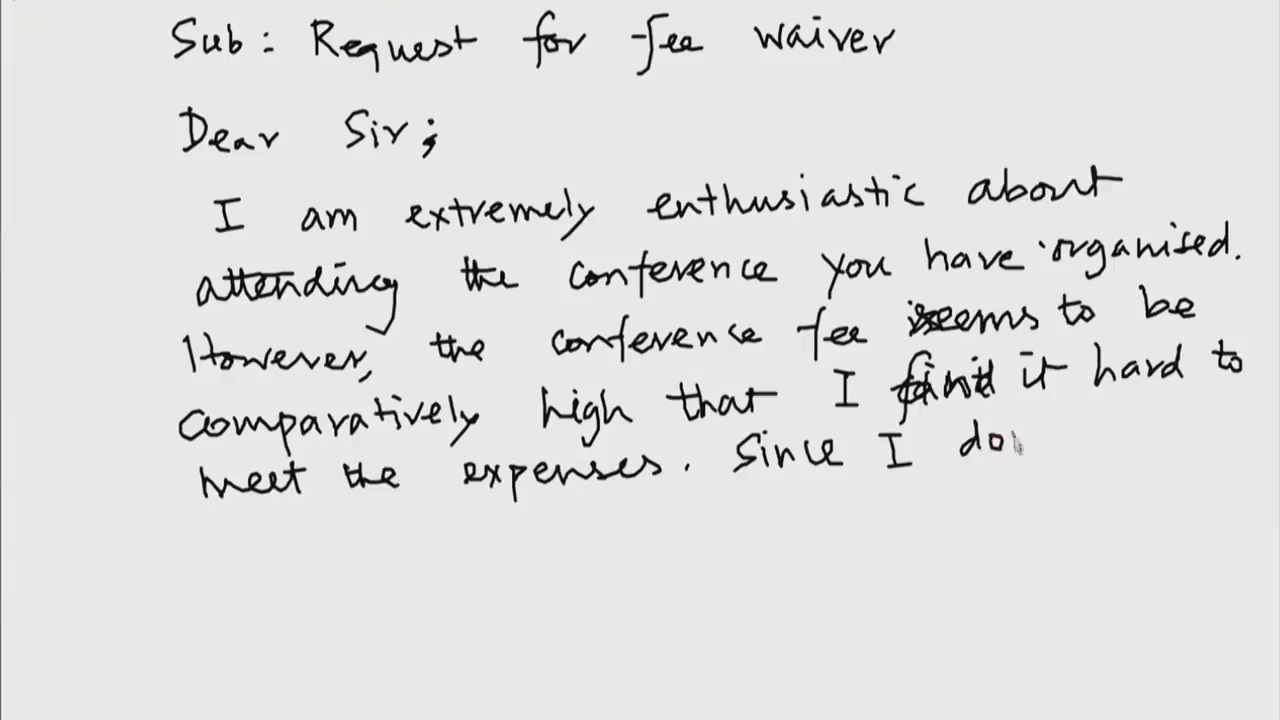 Sub: Request for fee waiver
Dear Sir;
I am extremely enthusiastic about
attending the conference you have organised.
However, the conference fee seems to be
comparatively high that I find it hard to
meet the expenses. Since I do